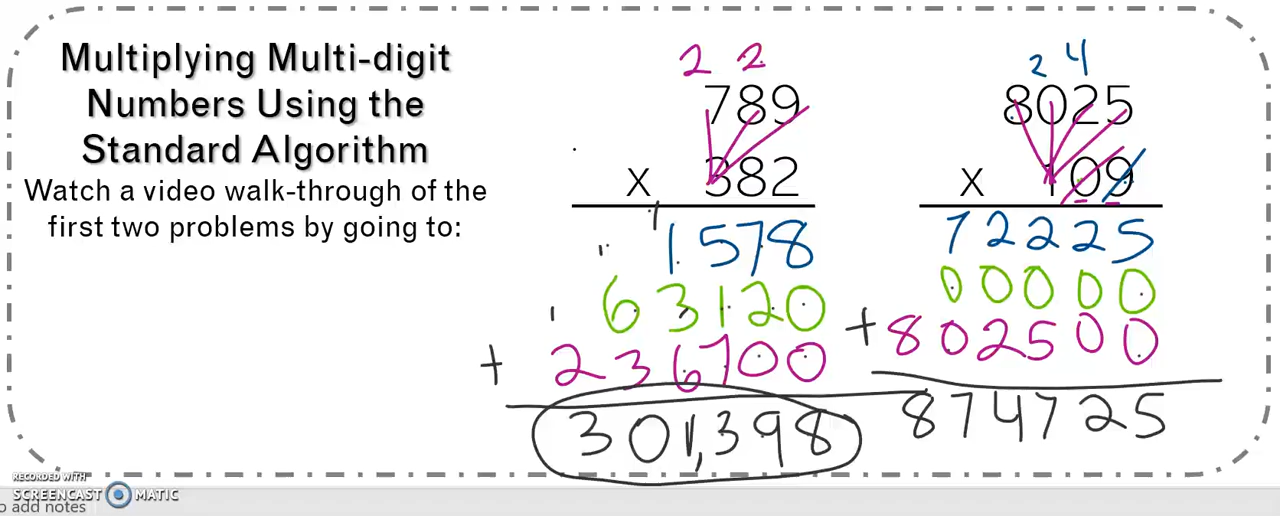 Multiplying Multi-digit
Numbers Using the
Standard Algorithm
Watch a video walk-through of the
first two problems by going to:
2 2
789
x 382
1
1578
63120
+ 236700
301,398
2 4
8025
x 109
72225
00000
+ 802500
874725
RECORDED WITH
SCREENCAST MATIC
o add notes